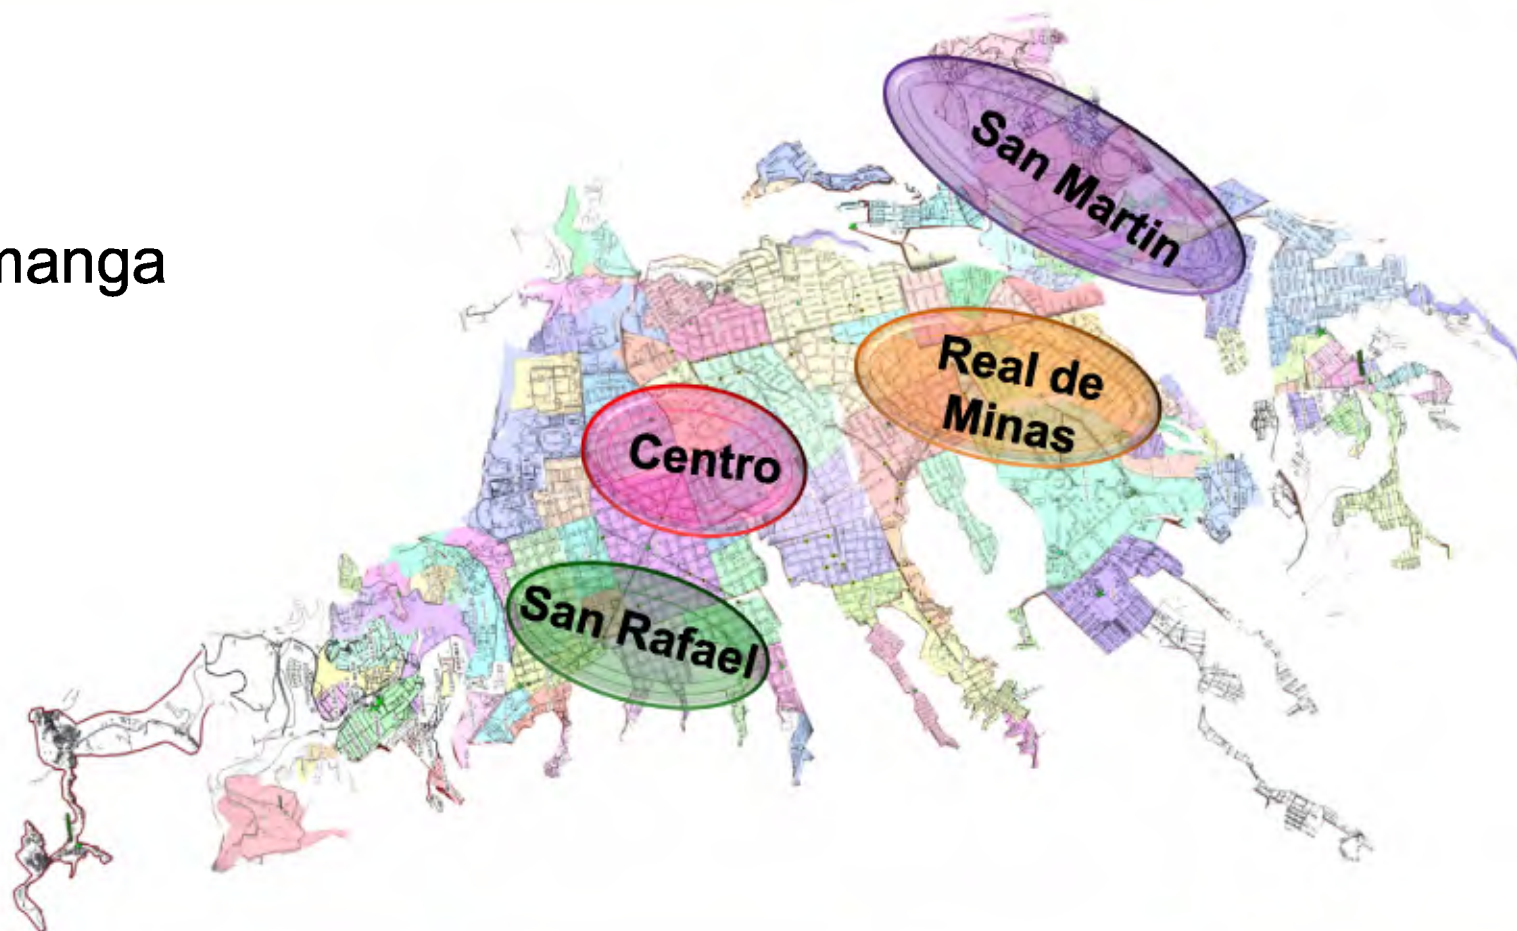 San Martin
manga
Real de
Minas
Centro
San Rafael